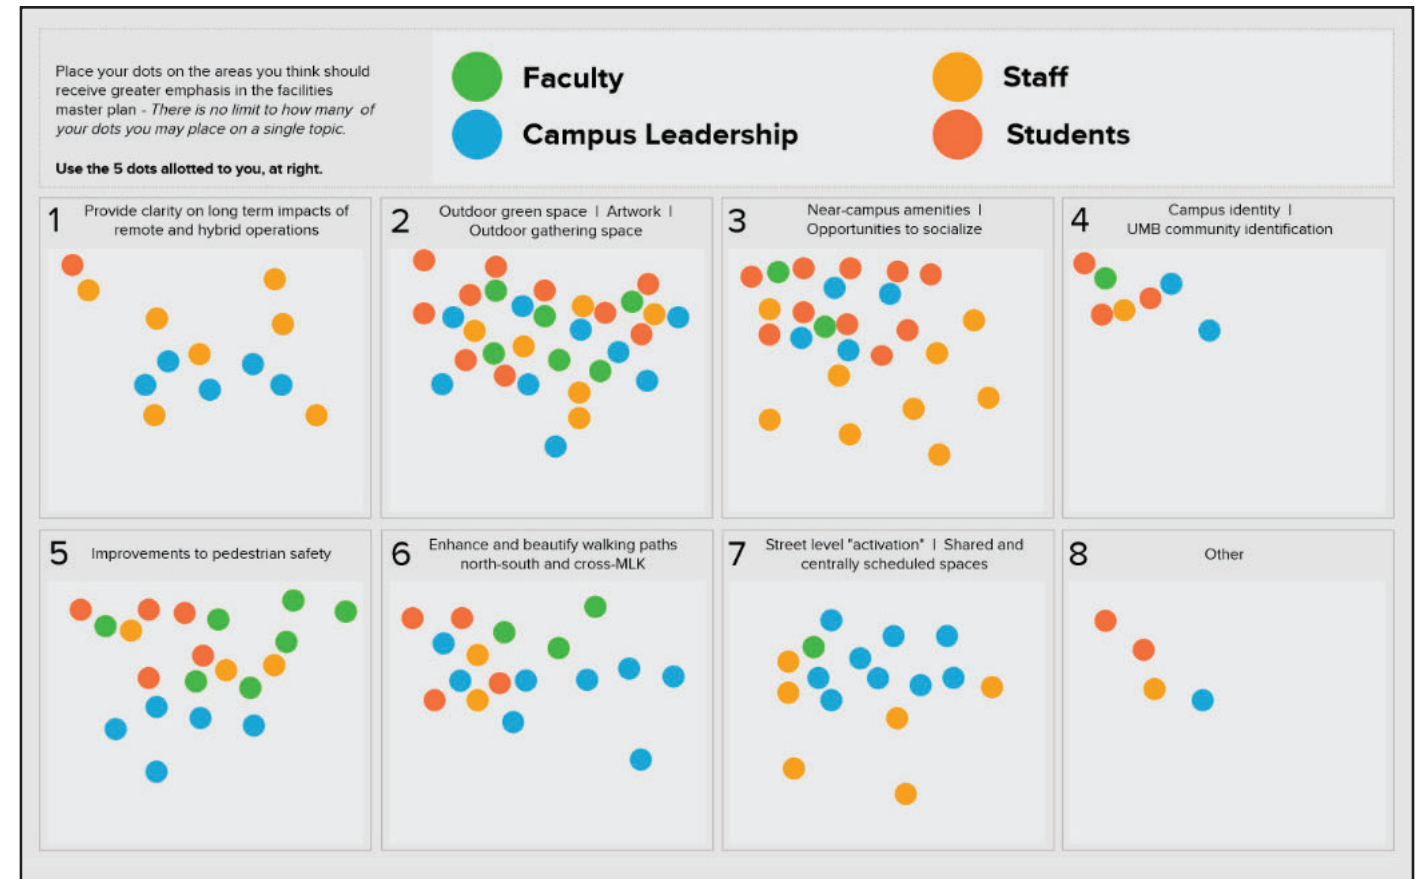 Place your dots on the areas you think should
receive greater emphasis in the facilities
master plan - There is no limit to how many of
your dots you may place on a single topic.
Use the 5 dots allotted to you, at right.
Faculty
Staff
Campus Leadership
Students
1
Provide clarity on long term impacts of
remote and hybrid operations
2
Outdoor green space | Artwork |
Outdoor gathering space
3
Near-campus amenities |
Opportunities to socialize
4
Campus identity |
UMB community identification
5
Improvements to pedestrian safety
6
Enhance and beautify walking paths
north-south and cross-MLK
7
Street level "activation" | Shared and
centrally scheduled spaces
8
Other